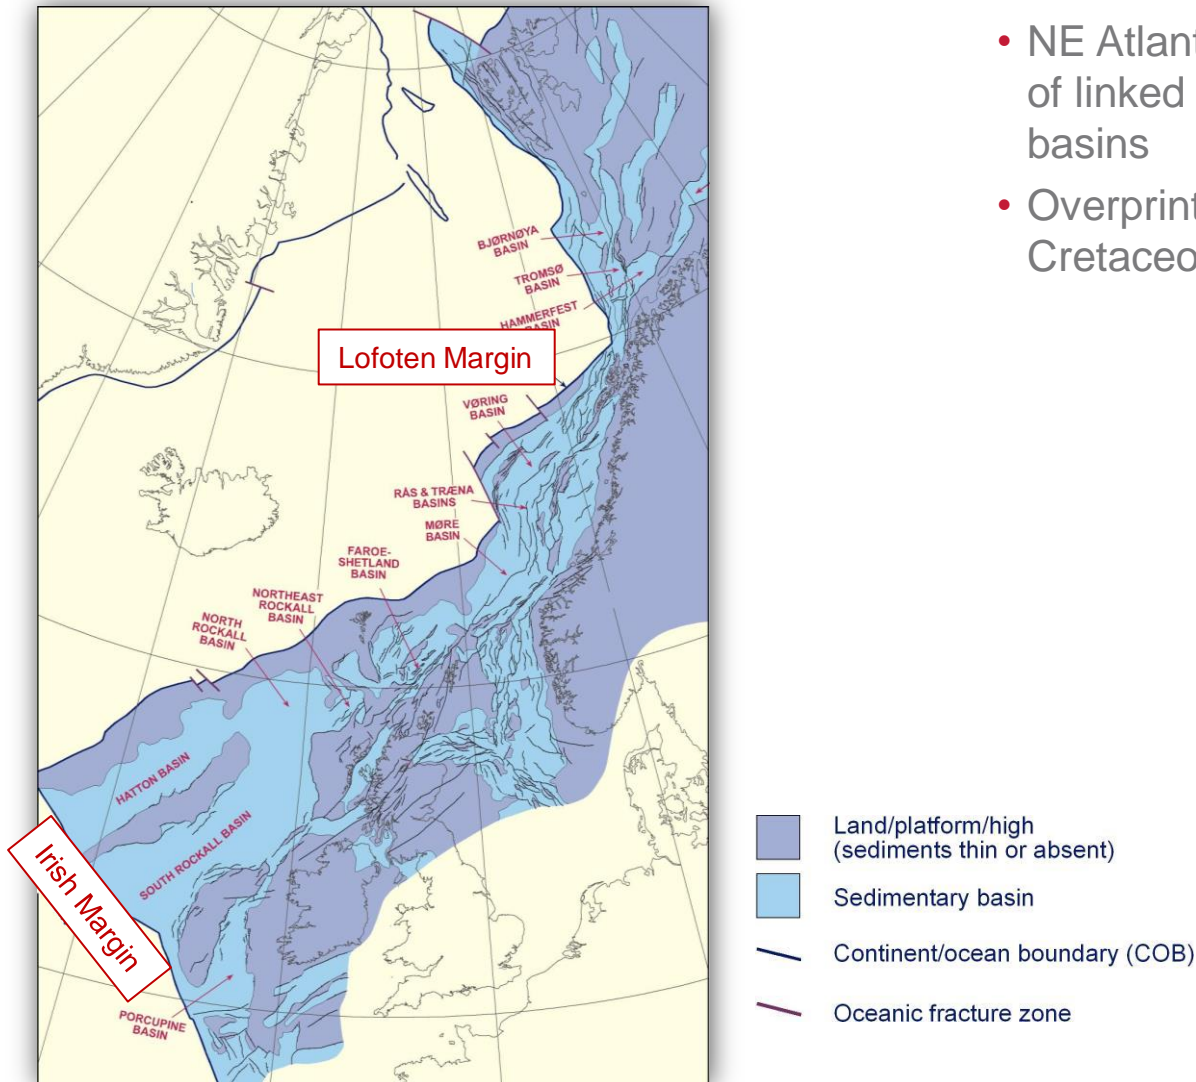 • NE Atlant
of linked
basins
• Overprint
Cretaceo
BJØRNØYA
BASIN
TROMSØ
BASIN
HAMMERFEST
BASIN
Lofoten Margin
VØRING
BASIN
RÅS & TRÆNA
BASINS
MØRE
BASIN
FAROE-
SHETLAND
BASIN
NORTHEAST
ROCKALL
BASIN
NORTH
ROCKALL
BASIN
HATTON BASIN
SOUTH ROCKALL BASIN
Irish Margin
PORCUPINE
BASIN
Land/platform/high
(sediments thin or absent)
Sedimentary basin
Continent/ocean boundary (COB)
Oceanic fracture zone